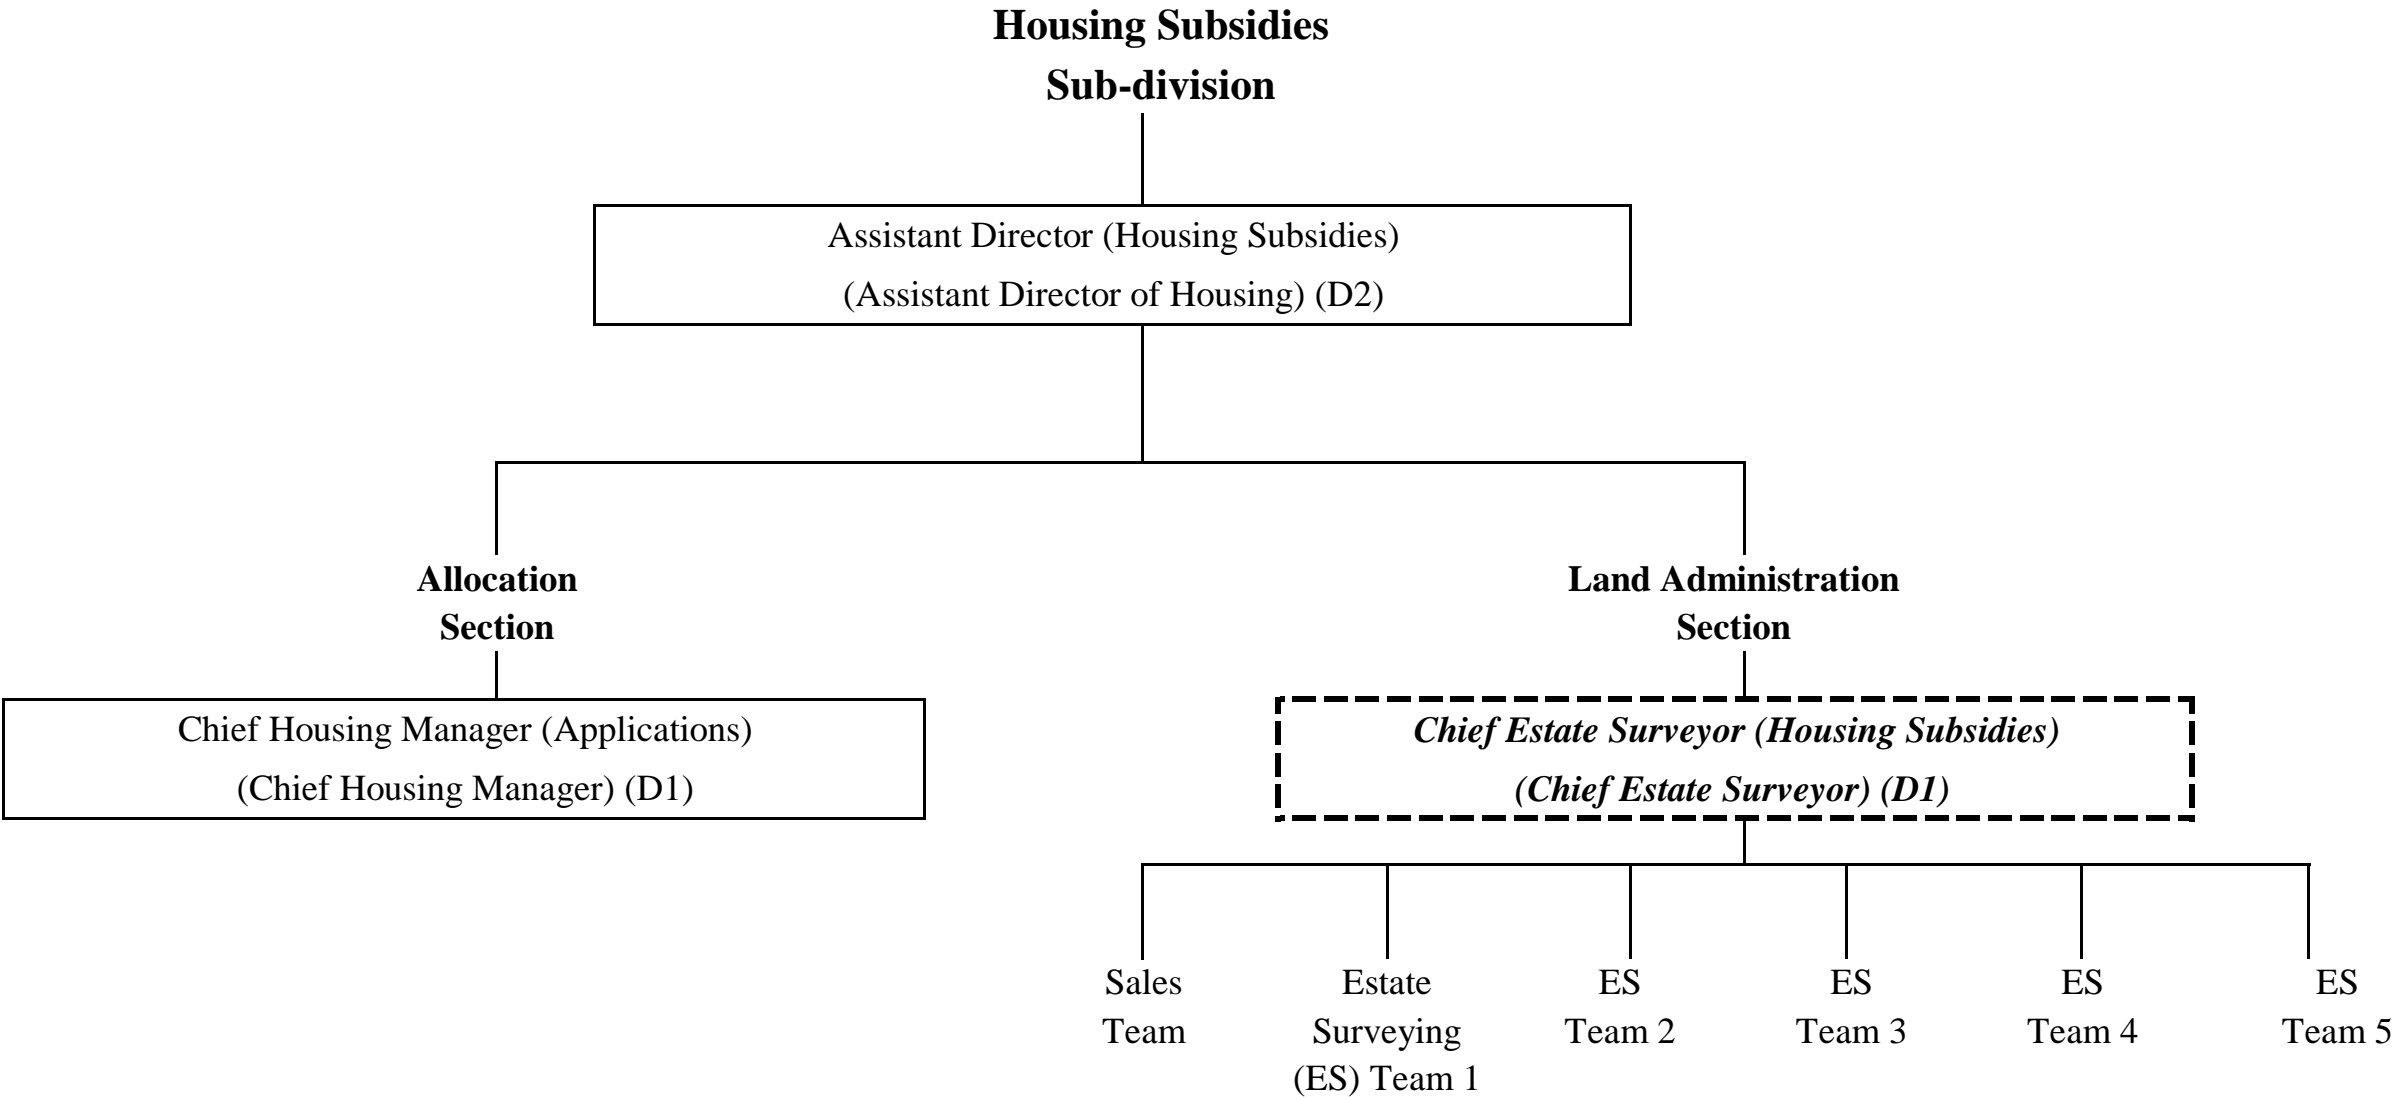 Housing Subsidies
Sub-division
Assistant Director (Housing Subsidies)
(Assistant Director of Housing) (D2)
Allocation
Section
Land Administration
Section
Chief Housing Manager (Applications)
(Chief Housing Manager) (D1)
Chief Estate Surveyor (Housing Subsidies)
(Chief Estate Surveyor) (D1)
Sales
Team
Estate
Surveying
(ES) Team 1
ES
Team 2
ES
Team 3
ES
Team 4
ES
Team 5